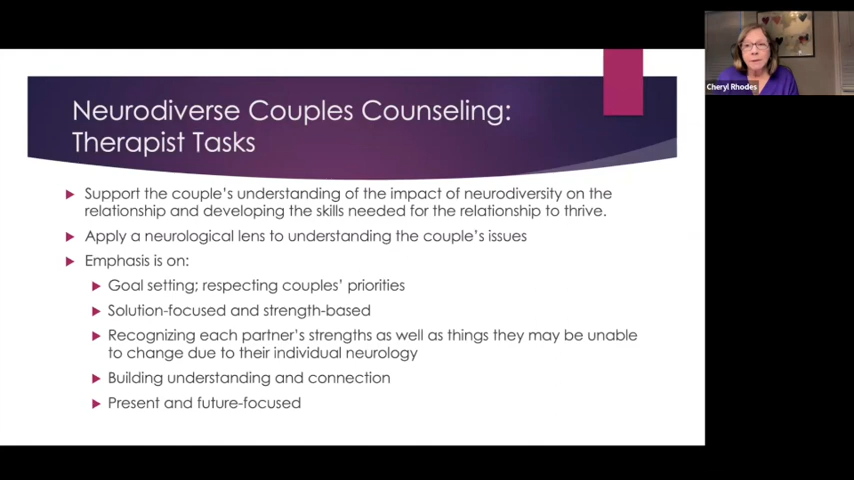 Neurodiverse Couples Counseling:
Therapist Tasks
Support the couple's understanding of the impact of neurodiversity on the
relationship and developing the skills needed for the relationship to thrive.
Apply a neurological lens to understanding the couple's issues
Emphasis is on:
Goal setting; respecting couples' priorities
Solution-focused and strength-based
Recognizing each partner's strengths as well as things they may be unable
to change due to their individual neurology
Building understanding and connection
Present and future-focused
Cheryl Rhodes